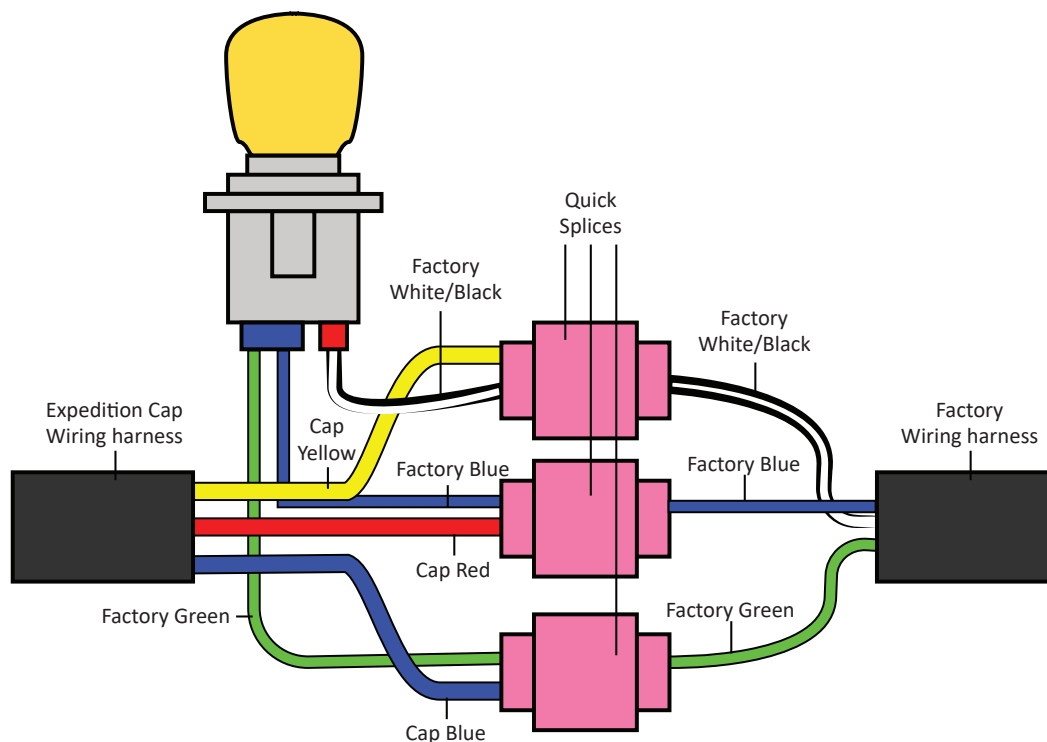 Quick
Splices
Factory
White/Black
Factory
White/Black
Expedition Cap
Wiring harness
Cap
Yellow
Factory Blue
Factory Blue
Factory
Wiring harness
Cap Red
Factory Green
Factory Green
Cap Blue